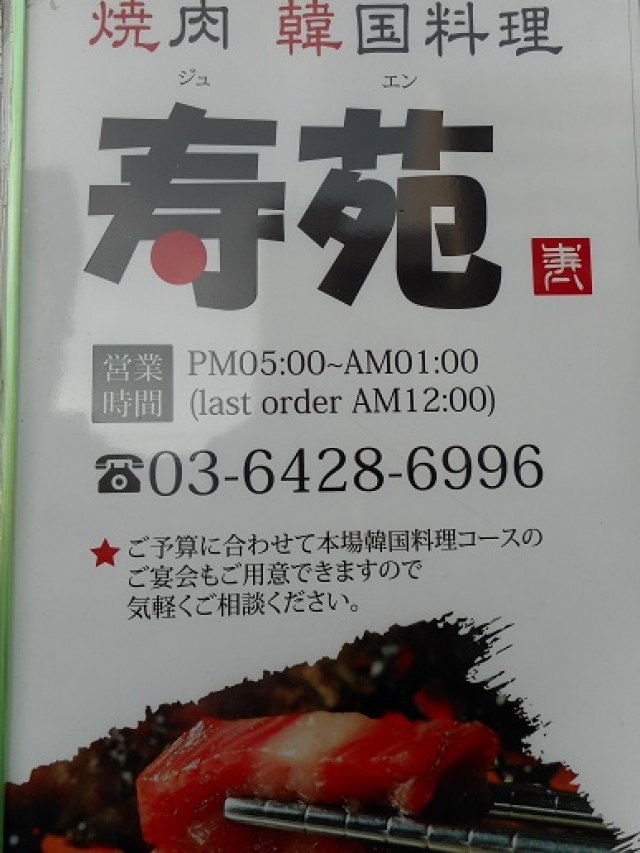 焼肉 韓国料理
ジュ エン
寿苑
寿
営業時間
PM05:00~AM01:00
(last order AM12:00)
☎03-6428-6996
★ご予算に合わせて本場韓国料理コースの
ご宴会もご用意できますので
気軽くご相談ください。